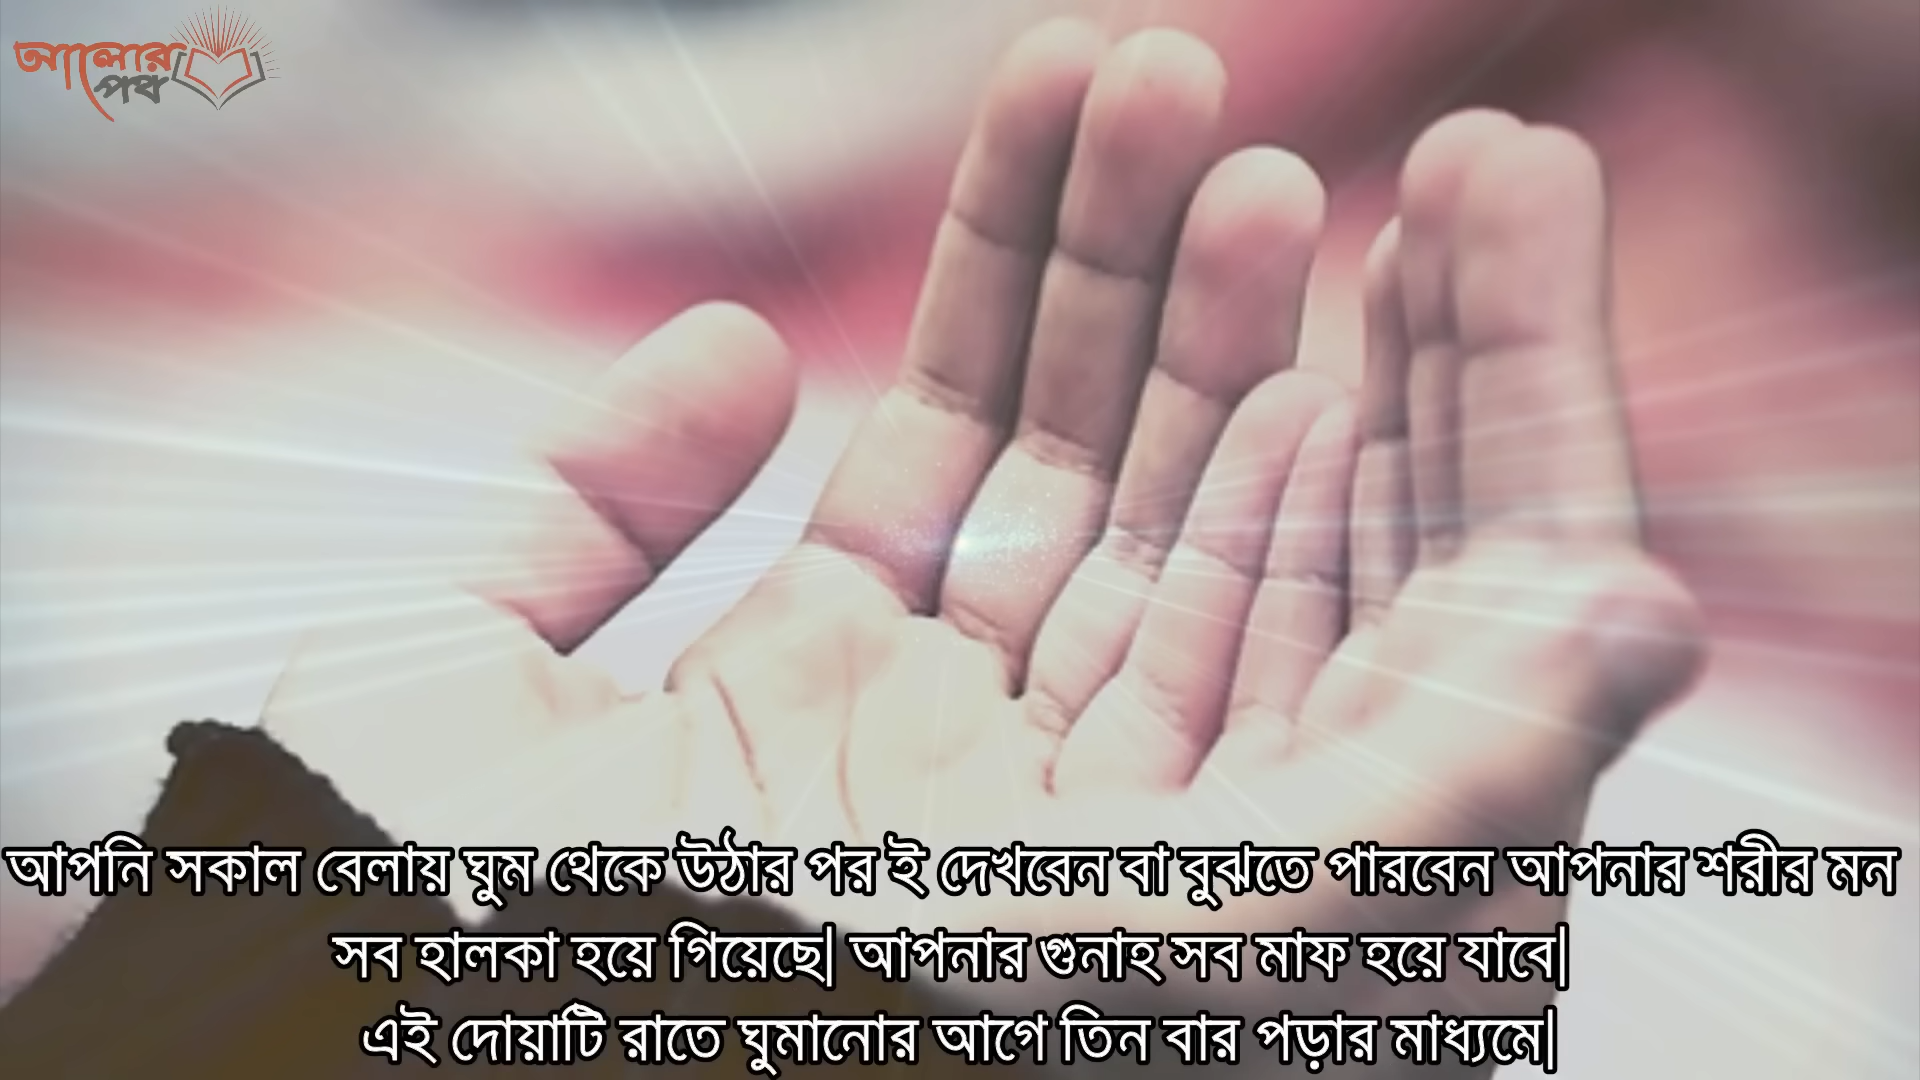 আলোর
পথ
আপনি সকাল বেলায় ঘুম থেকে উঠার পর ই দেখবেন বা বুঝতে পারবেন আপনার শরীর মন
সব হালকা হয়ে গিয়েছে| আপনার গুনাহ সব মাফ হয়ে যাবে|
এই দোয়াটি রাতে ঘুমানোর আগে তিন বার পড়ার মাধ্যমে|